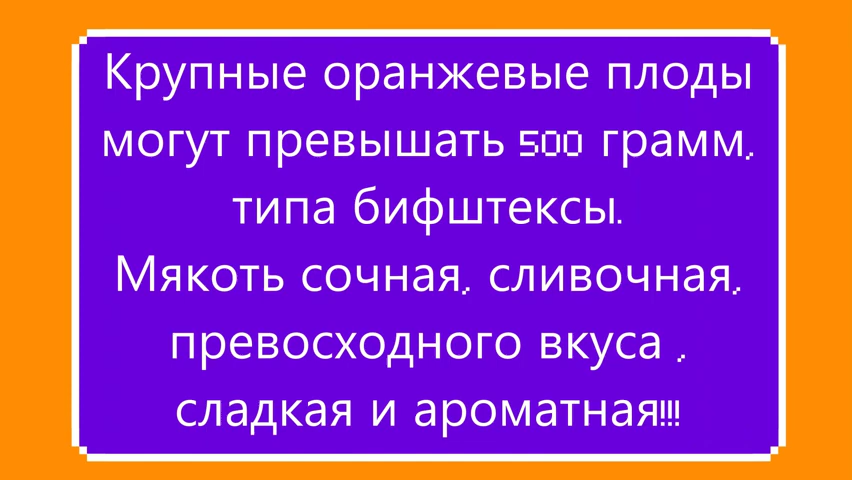 Крупные оранжевые плоды
могут превышать 500 грамм,
типа бифштексы.
Мякоть сочная, сливочная,
превосходного вкуса ,
сладкая и ароматная!!!